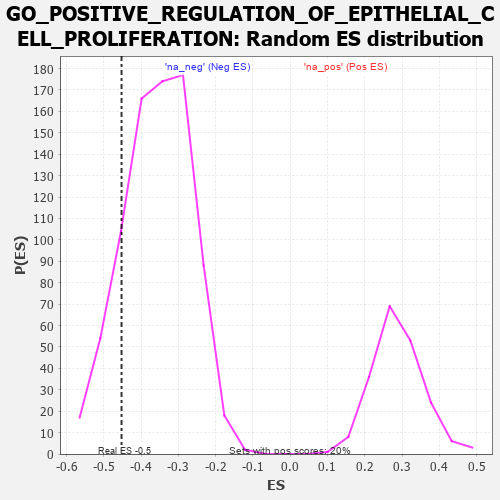 GO_POSITIVE_REGULATION_OF_EPITHELIAL_C
ELL_PROLIFERATION: Random ES distribution
'na_neg' (Neg ES) 'na_pos' (Pos ES)
180
170
160
150
140
130
120
110
100
90
80
70
60
50
40
30
20
10
0
P(ES)
Real ES -0.5 Sets with pos scores: 20%
-0.6 -0.5 -0.4 -0.3 -0.2 -0.1 0.0 0.1 0.2 0.3 0.4 0.5
ES